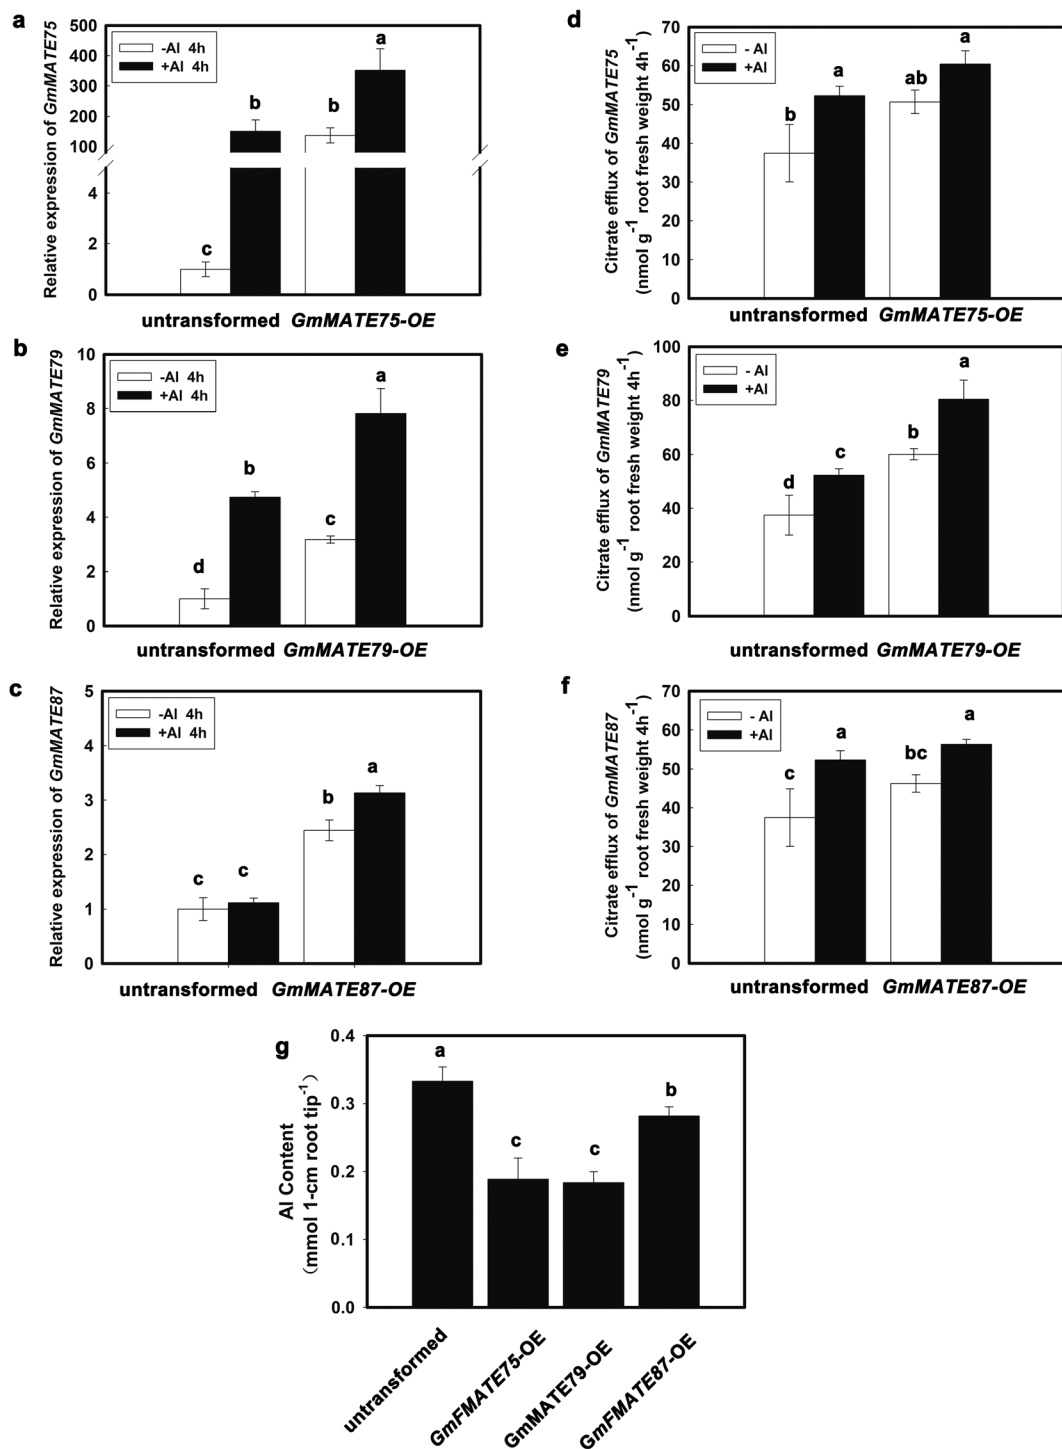 a
Relative expression of GmMATE75
500
400
300
200
100
4
2
0
-Al 4h
+Al 4h
c
b
b
a
untransformed GmMATE75-OE
d
Citrate efflux of GmMATE75
(nmol g-1 root fresh weight 4h-1)
70
60
50
40
30
20
10
0
- Al
+Al
b
a
ab
a
untransformed GmMATE75-OE
b
Relative expression of GmMATE79
10
8
6
4
2
0
-Al 4h
+Al 4h
d
b
c
a
untransformed GmMATE79-OE
e
Citrate efflux of GmMATE79
(nmol g-1 root fresh weight 4h-1)
100
80
60
40
20
0
- Al
+Al
d
c
b
a
untransformed GmMATE79-OE
c
Relative expression of GmMATE87
5
4
3
2
1
0
-Al 4h
+Al 4h
c
c
b
a
untransformed GmMATE87-OE
f
Citrate efflux of GmMATE87
(nmol g-1 root fresh weight 4h-1)
70
60
50
40
30
20
10
0
- Al
+Al
c
a
bc
a
untransformed GmMATE87-OE
g
Al Content
(mmol 1-cm root tip-1)
0.4
0.3
0.2
0.1
0.0
a
c
c
b
untransformed
GmFMATE75-OE
GmMATE79-OE
GmFMATE87-OE